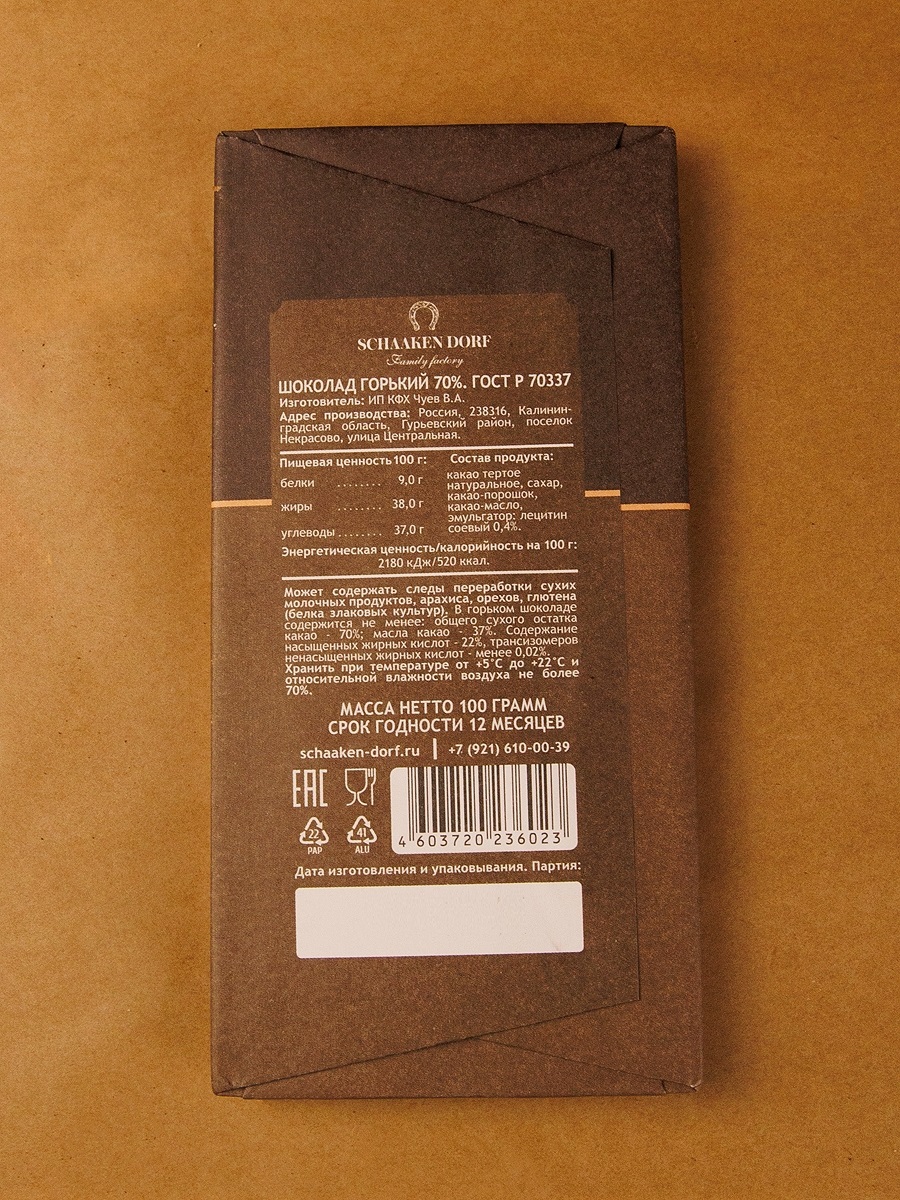 SCHAAKEN DORF
Family factory
ШОКОЛАД ГОРЬКИЙ 70%. ГОСТ Р 70337
Изготовитель: ИП КФХ Чуев В.А.
Адрес производства: Россия, 238316, Калинин-
градская область, Гурьевский район, поселок
Некрасово, улица Центральная.
Пищевая ценность 100 г:
белки ........ 9,0 г
жиры ........ 38,0 г
углеводы ........ 37,0 г
Состав продукта:
какао тертое
натуральное, сахар,
какао-порошок,
какао-масло,
эмульгатор: лецитин
соевый 0,4%.
Энергетическая ценность/калорийность на 100 г:
2180 кДж/520 ккал.
Может содержать следы переработки сухих
молочных продуктов, арахиса, орехов, глютена
(белка злаковых культур). В горьком шоколаде
содержится не менее: общего сухого остатка
какао - 70%; масла какао - 37%. Содержание
насыщенных жирных кислот - 22%, трансизомеров
ненасыщенных жирных кислот - менее 0,02%.
Хранить при температуре от +5°С до +22°С и
относительной влажности воздуха не более
70%.
МАССА НЕТТО 100 ГРАММ
СРОК ГОДНОСТИ 12 МЕСЯЦЕВ
schaaken-dorf.ru | +7 (921) 610-00-39
EAC
22
PAP
41
ALU
4 603720 236023
Дата изготовления и упаковывания. Партия: